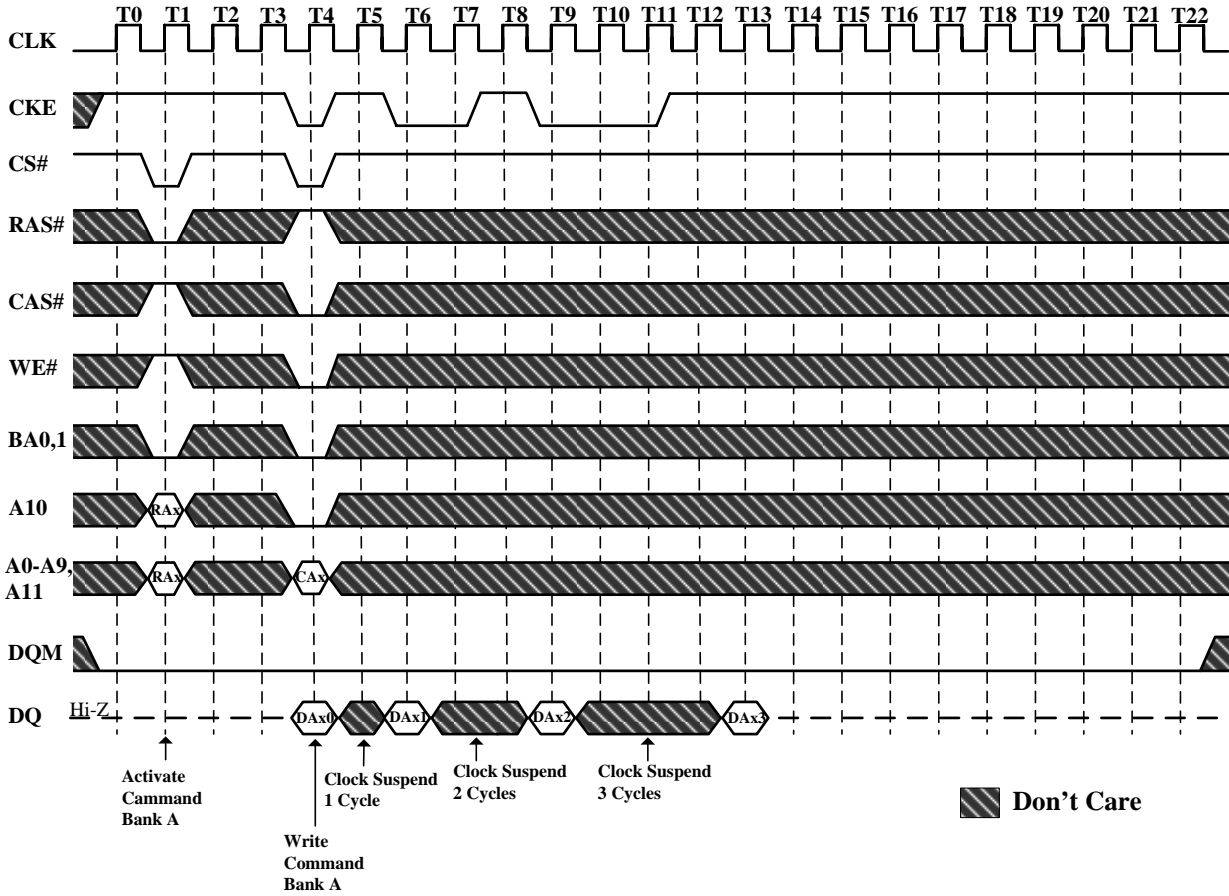 T0 T1 T2 T3 T4 T5 T6 T7 T8 T9 T10 T11 T12 T13 T14 T15 T16 T17 T18 T19 T20 T21 T22
CLK
CKE
CS#
RAS#
CAS#
WE#
BA0,1
A10 RAx
A0-A9,
A11 RAx CAx
DQM
DQ Hi-Z DAx0 DAx1 DAx2 DAx3
Activate
Cammand
Bank A
Write
Command
Bank A
Clock Suspend
1 Cycle
Clock Suspend
2 Cycles
Clock Suspend
3 Cycles
Don't Care